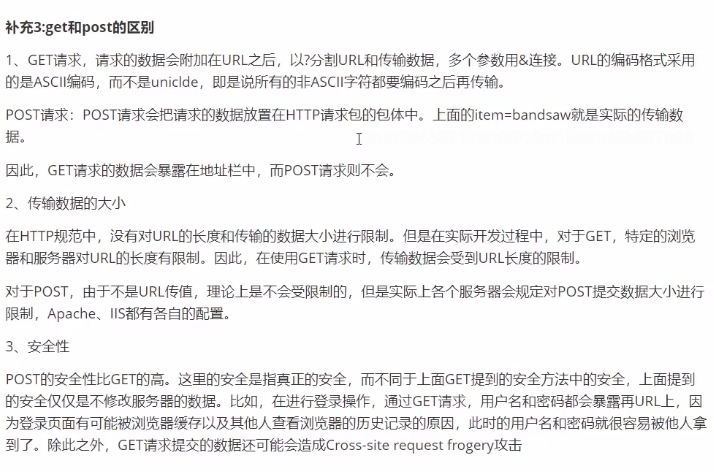 补充3:get和post的区别
1、GET请求，请求的数据会附加在URL之后，以?分割URL和传输数据，多个参数用&连接。URL的编码格式采用
的是ASCII编码，而不是uniclde，即是说所有的非ASCII字符都要编码之后再传输。
POST请求：POST请求会把请求的数据放置在HTTP请求包的包体中。上面的item=bandsaw就是实际的传输数
据。
因此，GET请求的数据会暴露在地址栏中，而POST请求则不会。
2、传输数据的大小
在HTTP规范中，没有对URL的长度和传输的数据大小进行限制。但是在实际开发过程中，对于GET，特定的浏览
器和服务器对URL的长度有限制。因此，在使用GET请求时，传输数据会受到URL长度的限制。
对于POST，由于不是URL传值，理论上是不会受限制的，但是实际上各个服务器会规定对POST提交数据大小进行
限制，Apache、IIS都有各自的配置。
3、安全性
POST的安全性比GET的高。这里的安全是指真正的安全，而不同于上面GET提到的安全方法中的安全，上面提到
的安全仅仅是不修改服务器的数据。比如，在进行登录操作，通过GET请求，用户名和密码都会暴露再URL上，因
为登录页面有可能被浏览器缓存以及其他人查看浏览器的历史记录的原因，此时的用户名和密码就很容易被他人拿
到了。除此之外，GET请求提交的数据还可能会造成Cross-site request frogery攻击